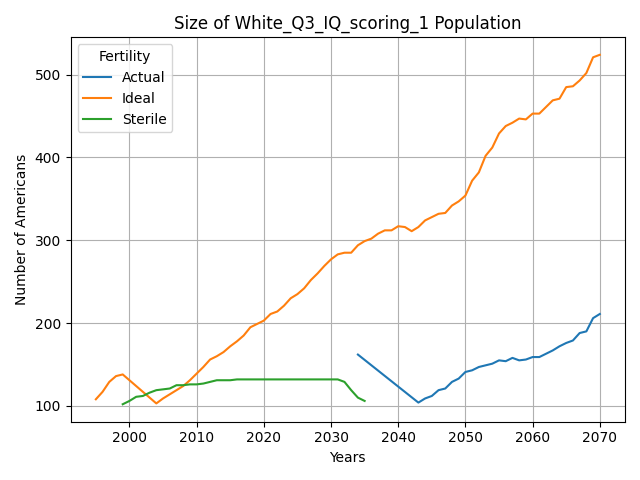 Size of White_Q3_IQ_scoring_1 Population
Fertility
Actual
Ideal
Sterile
Number of Americans
500
400
300
200
100
2000
2010
2020
2030
2040
2050
2060
2070
Years